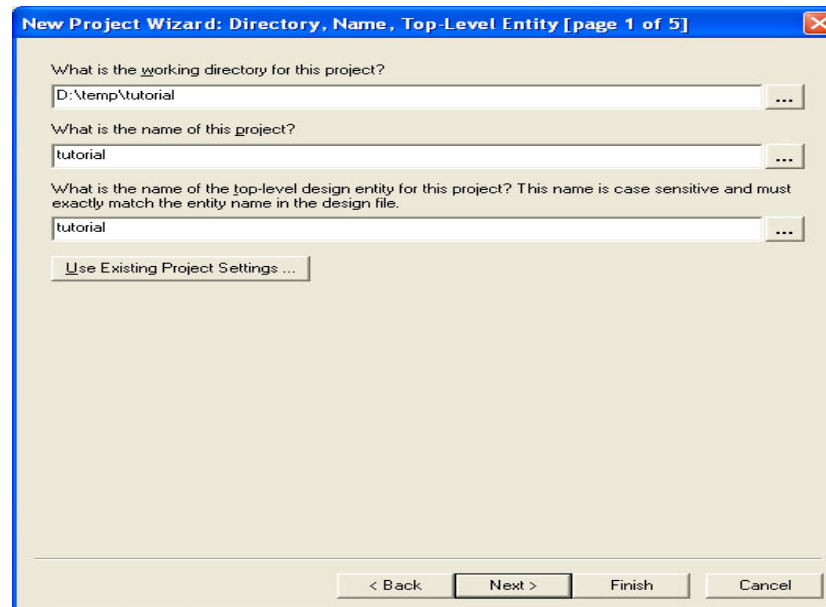 New Project Wizard: Directory, Name, Top-Level Entity [page 1 of 5]
What is the working directory for this project?
D:\temp\tutorial
...
What is the name of this project?
tutorial
...
What is the name of the top-level design entity for this project? This name is case sensitive and must
exactly match the entity name in the design file.
tutorial
...
Use Existing Project Settings ...
< Back Next > Finish Cancel